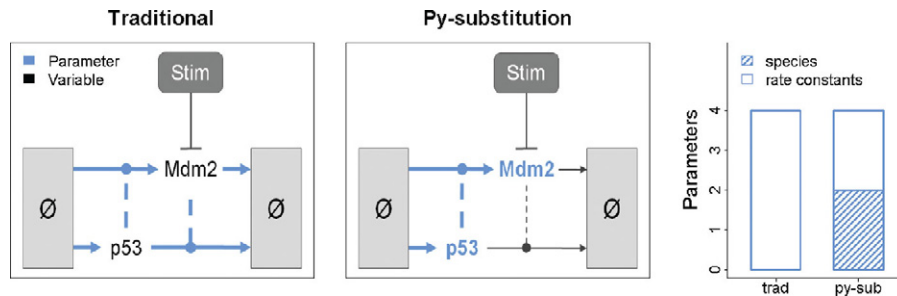 Traditional
Parameter
Variable
Stim
Mdm2
p53
Ø
Ø
Py-substitution
Stim
Mdm2
p53
Ø
Ø
species
rate constants
Parameters
4
3
2
1
0
trad
py-sub